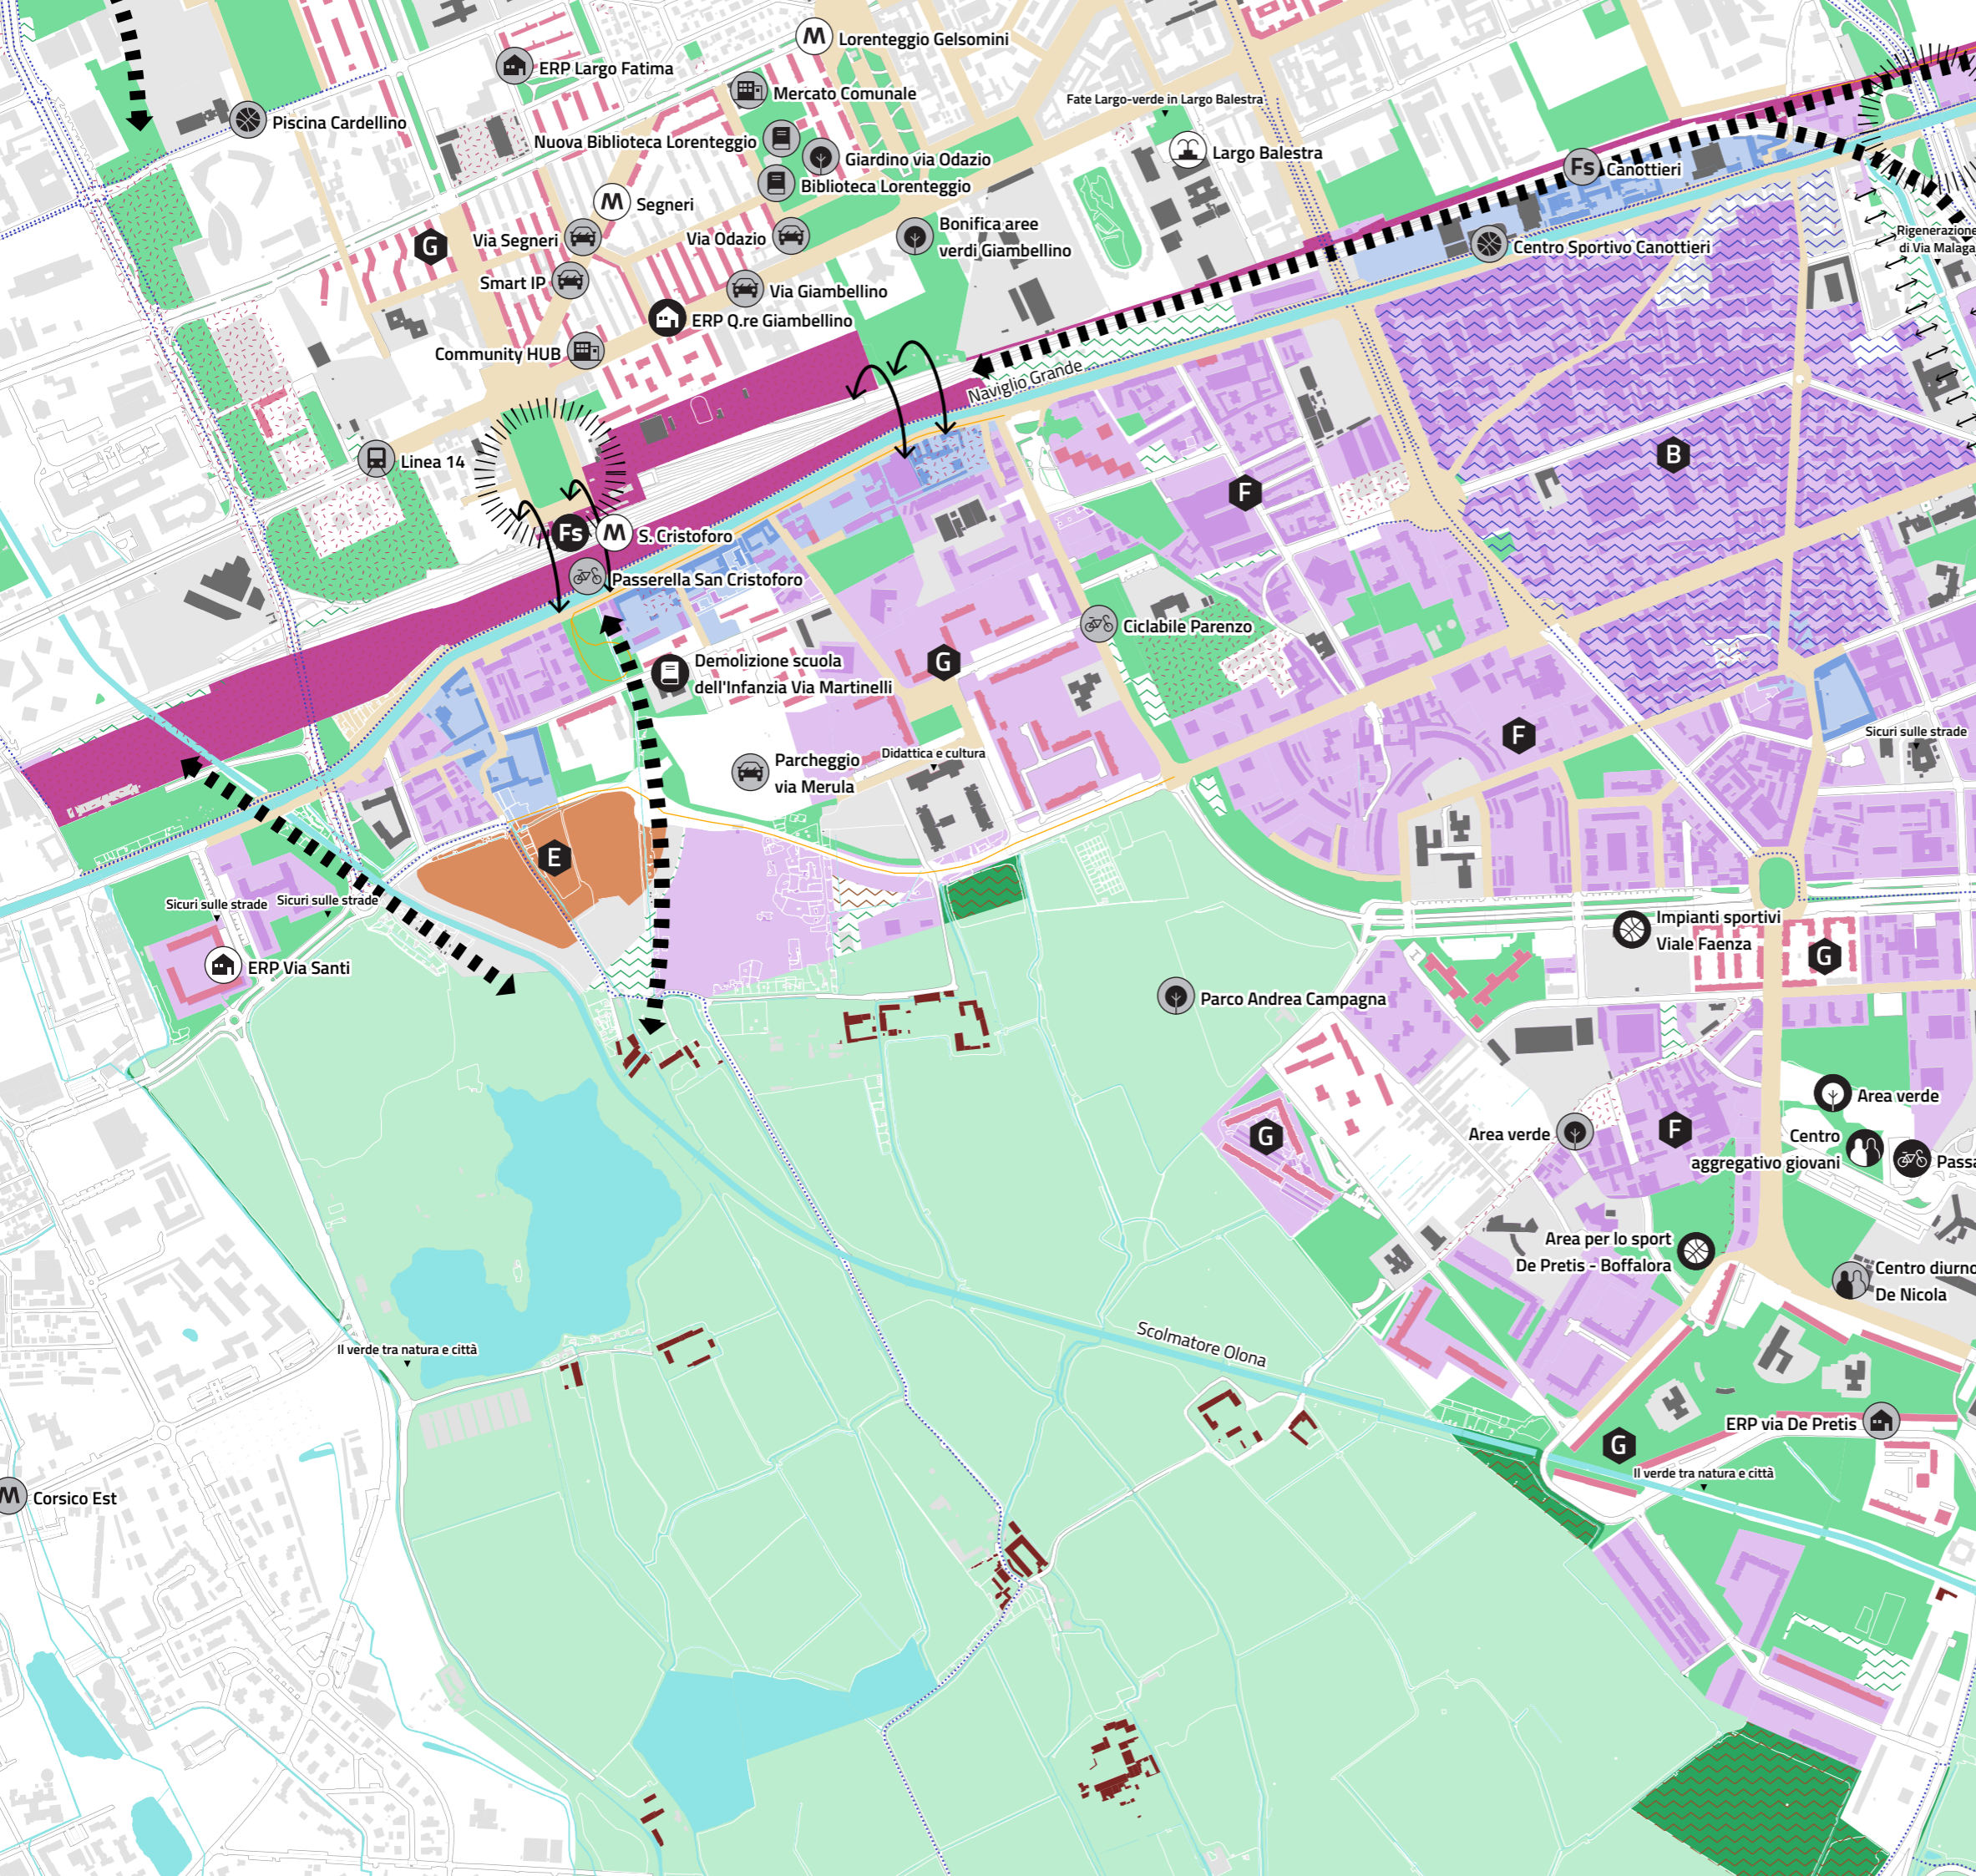 M Lorenteggio Gelsomini
ERP Largo Fatima
Mercato Comunale
Fate Largo-verde in Largo Balestra
Piscina Cardellino
Nuova Biblioteca Lorenteggio
Giardino via Odazio
Largo Balestra
Fs Canottieri
Biblioteca Lorenteggio
M Segneri
Via Segneri
G
Via Odazio
Bonifica aree
verdi Giambellino
Centro Sportivo Canottieri
Rigenerazione
di Via Malaga
Smart IP
Via Giambellino
ERP Q.re Giambellino
Community HUB
Naviglio Grande
Linea 14
B
F
Fs M S. Cristoforo
Passerella San Cristoforo
Ciclabile Parenzo
Demolizione scuola
dell'Infanzia Via Martinelli
G
F
Sicuri sulle strade
Didattica e cultura
Parcheggio
via Merula
E
Sicuri sulle strade
Sicuri sulle strade
Impianti sportivi
Viale Faenza
G
ERP Via Santi
Parco Andrea Campagna
Area verde
G
Area verde
F
Centro
aggregativo giovani
Passa
Area per lo sport
De Pretis - Boffalora
Centro diurno
De Nicola
Il verde tra natura e città
Scolmatore Olona
ERP via De Pretis
G
Il verde tra natura e città
M Corsico Est